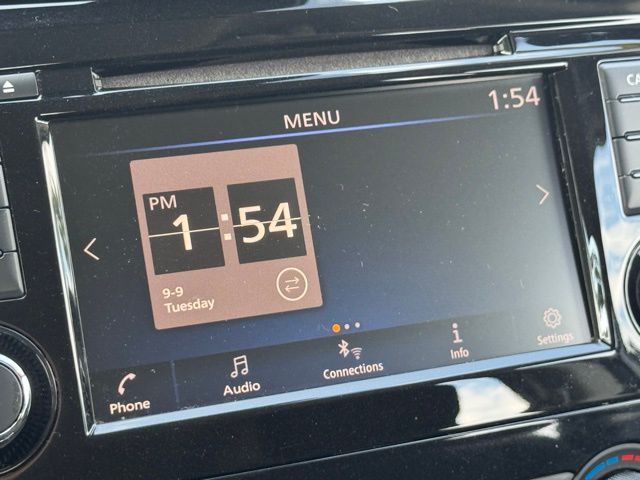 MENU
1:54
PM
1:54
9-9
Tuesday
Phone
Audio
Connections
Info
Settings